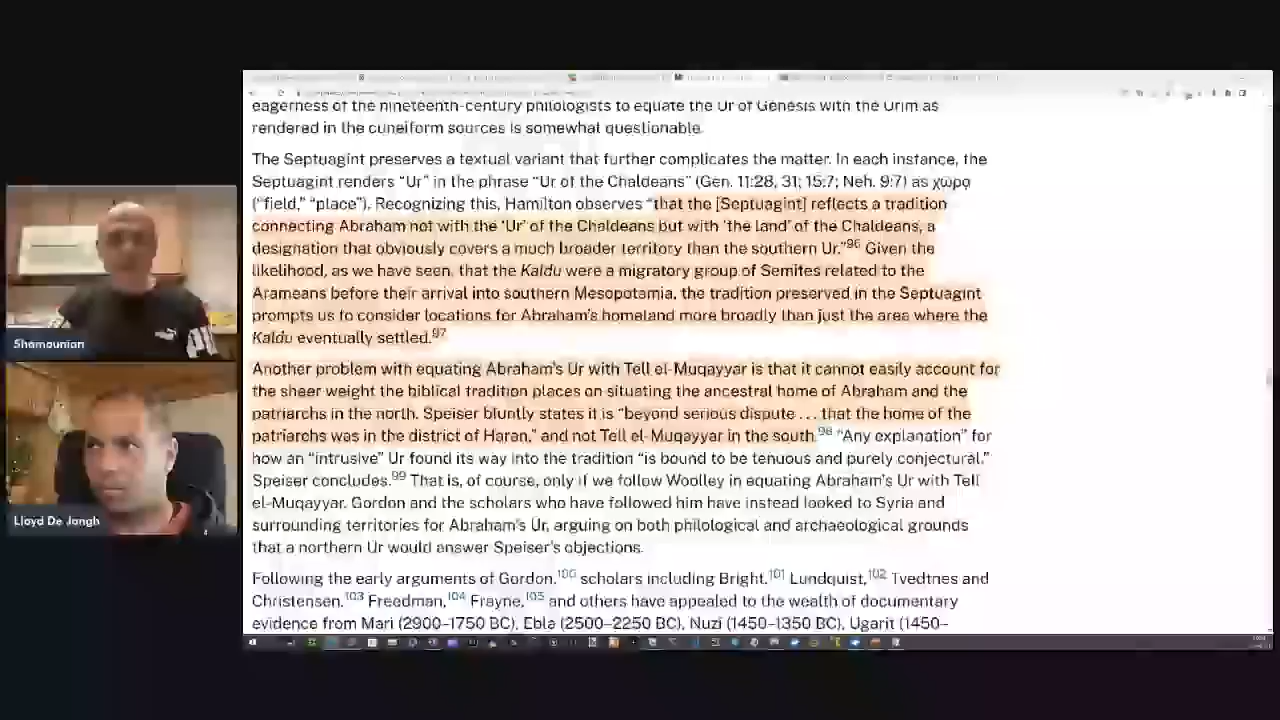 eagerness of the nineteenth-century philologists to equate the Ur of Genesis with the Urim as
rendered in the cuneiform sources is somewhat questionable.
The Septuagint preserves a textual variant that further complicates the matter. In each instance, the
Septuagint renders “Ur” in the phrase “Ur of the Chaldeans” (Gen. 11:28, 31; 15:7; Neh. 9:7) as χωρα
(“field,” “place”). Recognizing this, Hamilton observes “that the [Septuagint] reflects a tradition
connecting Abraham not with the ‘Ur’ of the Chaldeans but with ‘the land’ of the Chaldeans, a
designation that obviously covers a much broader territory than the southern Ur.”96 Given the
likelihood, as we have seen, that the Kaldu were a migratory group of Semites related to the
Shamounian
Arameans before their arrival into southern Mesopotamia, the tradition preserved in the Septuagint
prompts us to consider locations for Abraham's homeland more broadly than just the area where the
Kaldu eventually settled.97
Another problem with equating Abraham's Ur with Tell el-Muqayyar is that it cannot easily account for
the sheer weight the biblical tradition places on situating the ancestral home of Abraham and the
patriarchs in the north. Speiser bluntly states it is “beyond serious dispute . . . that the home of the
patriarchs was in the district of Haran,” and not Tell el-Muqayyar in the south.98 “Any explanation” for
how an “intrusive” Ur found its way into the tradition “is bound to be tenuous and purely conjectural,”
Speiser concludes.99 That is, of course, only if we follow Woolley in equating Abraham's Ur with Tell
el-Muqayyar. Gordon and the scholars who have followed him have instead looked to Syria and
surrounding territories for Abraham's Ur, arguing on both philological and archaeological grounds
that a northern Ur would answer Speiser's objections.
Lloyd De Jongh
Following the early arguments of Gordon,100 scholars including Bright,101 Lundquist,102 Tvedtnes and
Christensen,103 Freedman,104 Frayne,105 and others have appealed to the wealth of documentary
evidence from Mari (2900–1750 BC), Ebla (2500–2250 BC), Nuzi (1450–1350 BC), Ugarit (1450–